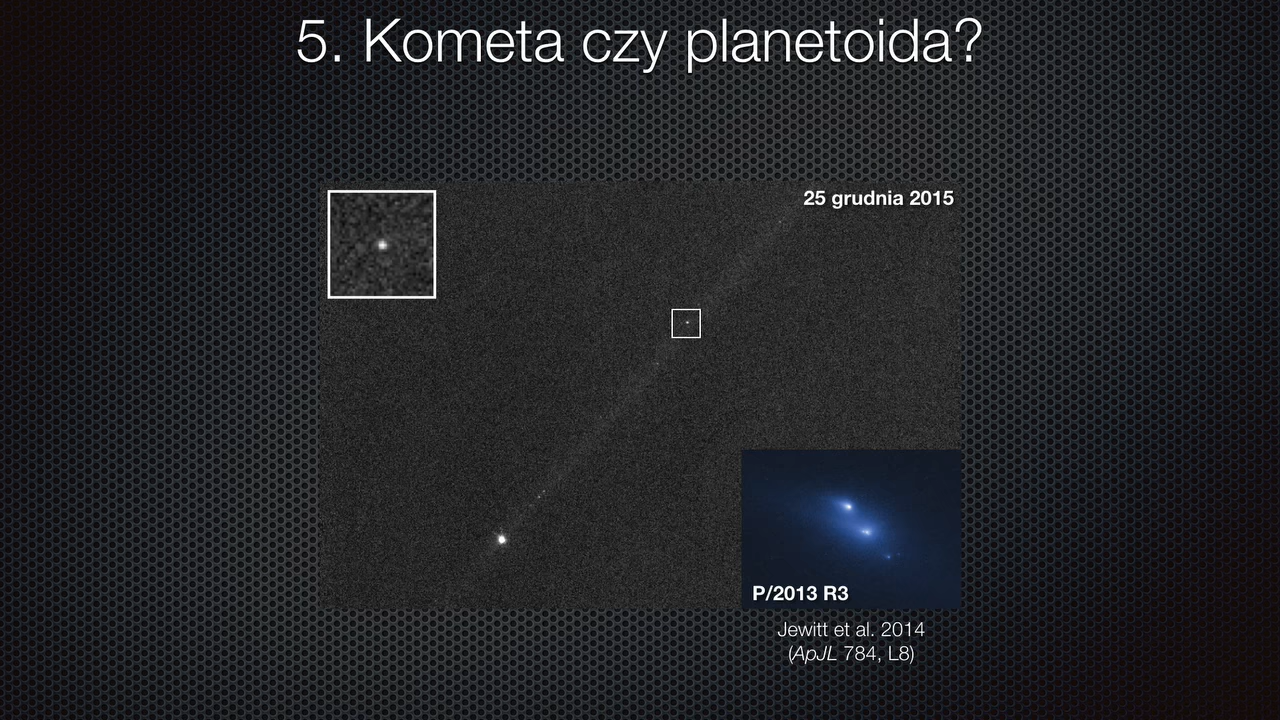 5. Kometa czy planetoida?
25 grudnia 2015
P/2013 R3
Jewitt et al. 2014
(ApJL 784, L8)